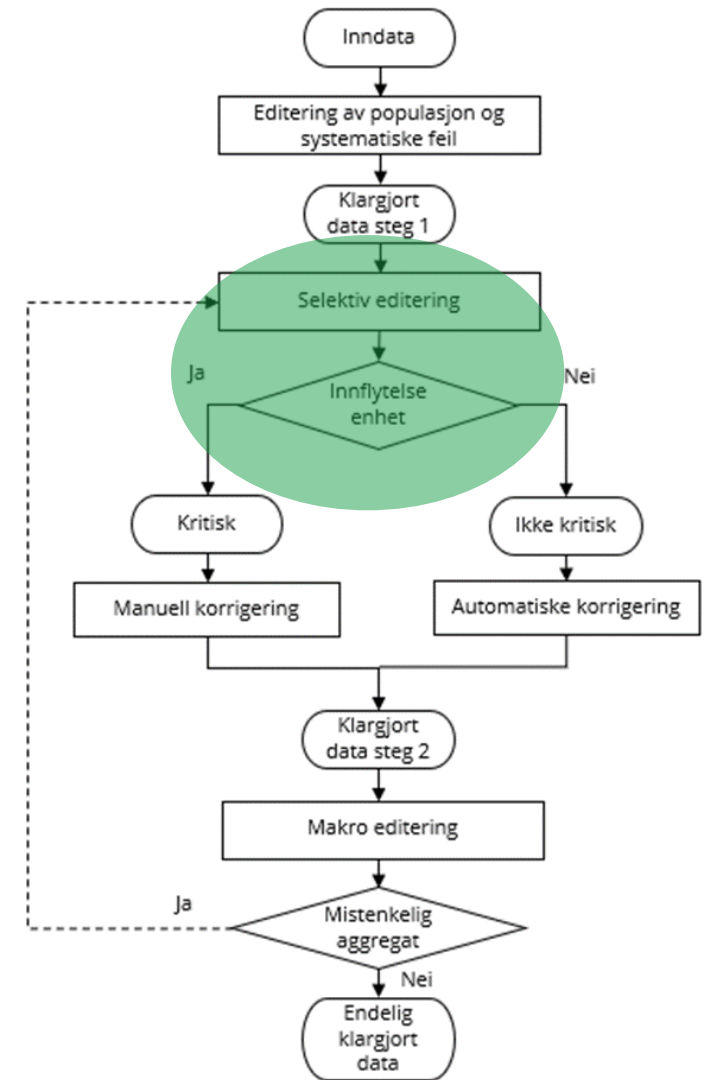 Inndata
Editering av populasjon og
systematiske feil
Klargjort
data steg 1
Selektiv editering
Ja
Nei
Innflytelse
enhet
Kritisk
Ikke kritisk
Manuell korrigering
Automatiske korrigering
Klargjort
data steg 2
Makro editering
Ja
Mistenkelig
aggregat
Nei
Endelig
klargjort
data